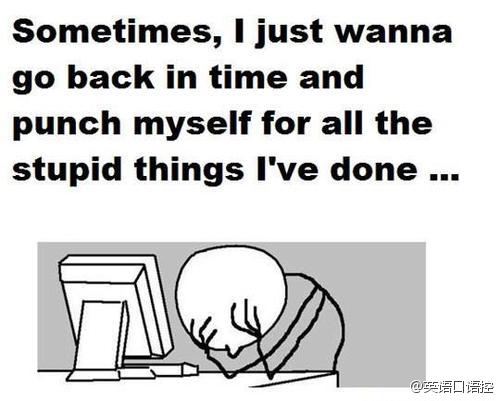 Sometimes, I just wanna
go back in time and
punch myself for all the
stupid things I've done ...
@英语口语控